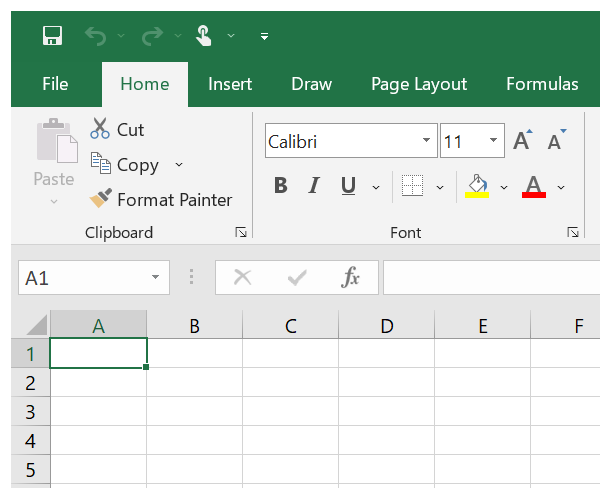 File Home Insert Draw Page Layout Formulas
Cut
Copy
Paste
Format Painter
Clipboard
Calibri 11 A A
B I U A
Font
A1 fx
A B C D E F
1
2
3
4
5